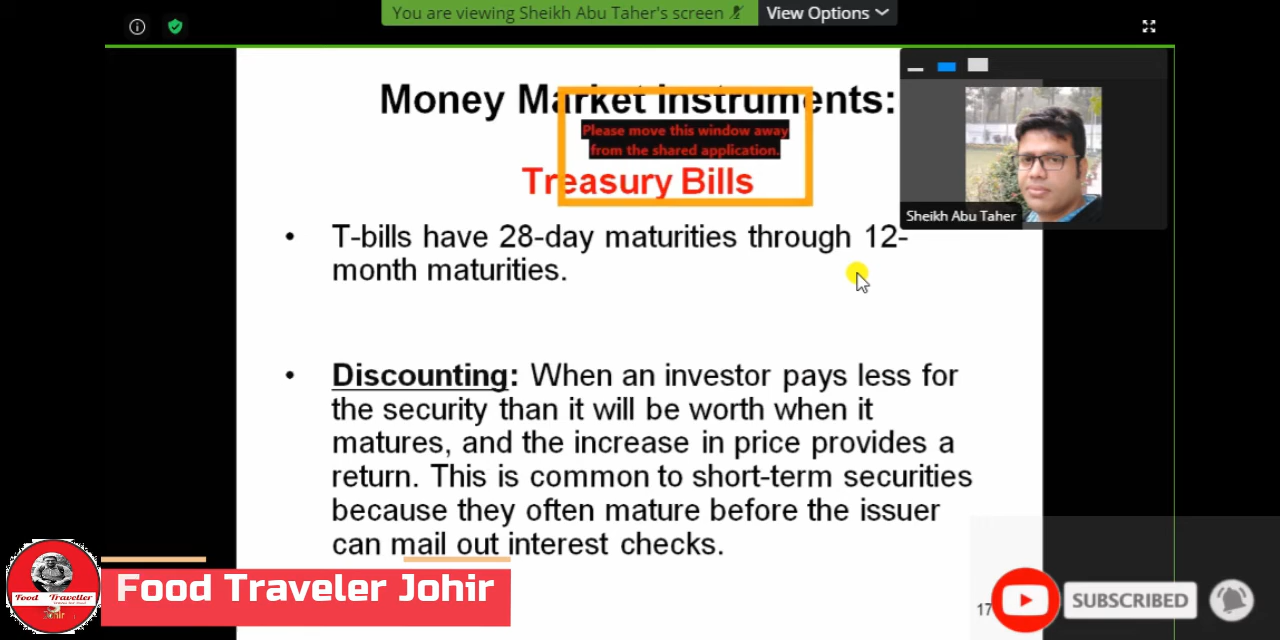 You are viewing Sheikh Abu Taher's screen
View Options
Money Market Instruments:
Please move this window away
from the shared application.
Treasury Bills
Sheikh Abu Taher
• T-bills have 28-day maturities through 12-
month maturities.
• Discounting: When an investor pays less for
the security than it will be worth when it
matures, and the increase in price provides a
return. This is common to short-term securities
because they often mature before the issuer
can mail out interest checks.
Food Traveller
Johir
Food Traveler Johir
17
SUBSCRIBED